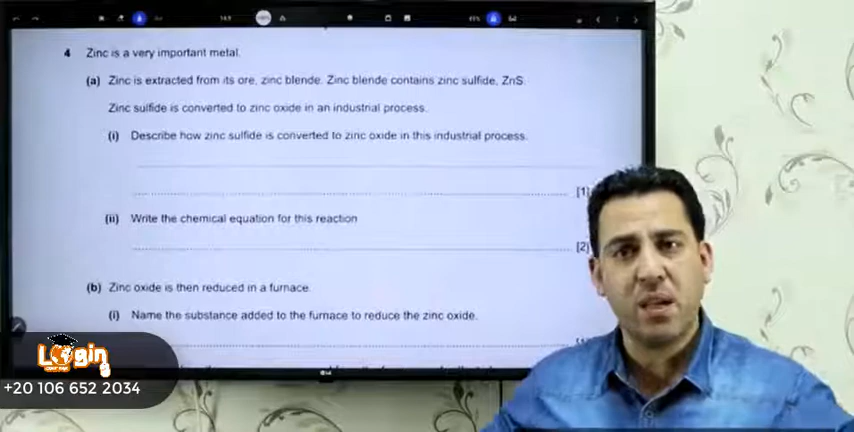 4 Zinc is a very important metal.
(a) Zinc is extracted from its ore, zinc blende. Zinc blende contains zinc sulfide, ZnS.
Zinc sulfide is converted to zinc oxide in an industrial process.
(i) Describe how zinc sulfide is converted to zinc oxide in this industrial process.
[1]
(ii) Write the chemical equation for this reaction
[2]
(b) Zinc oxide is then reduced in a furnace.
(i) Name the substance added to the furnace to reduce the zinc oxide.
Login
+20 106 652 2034